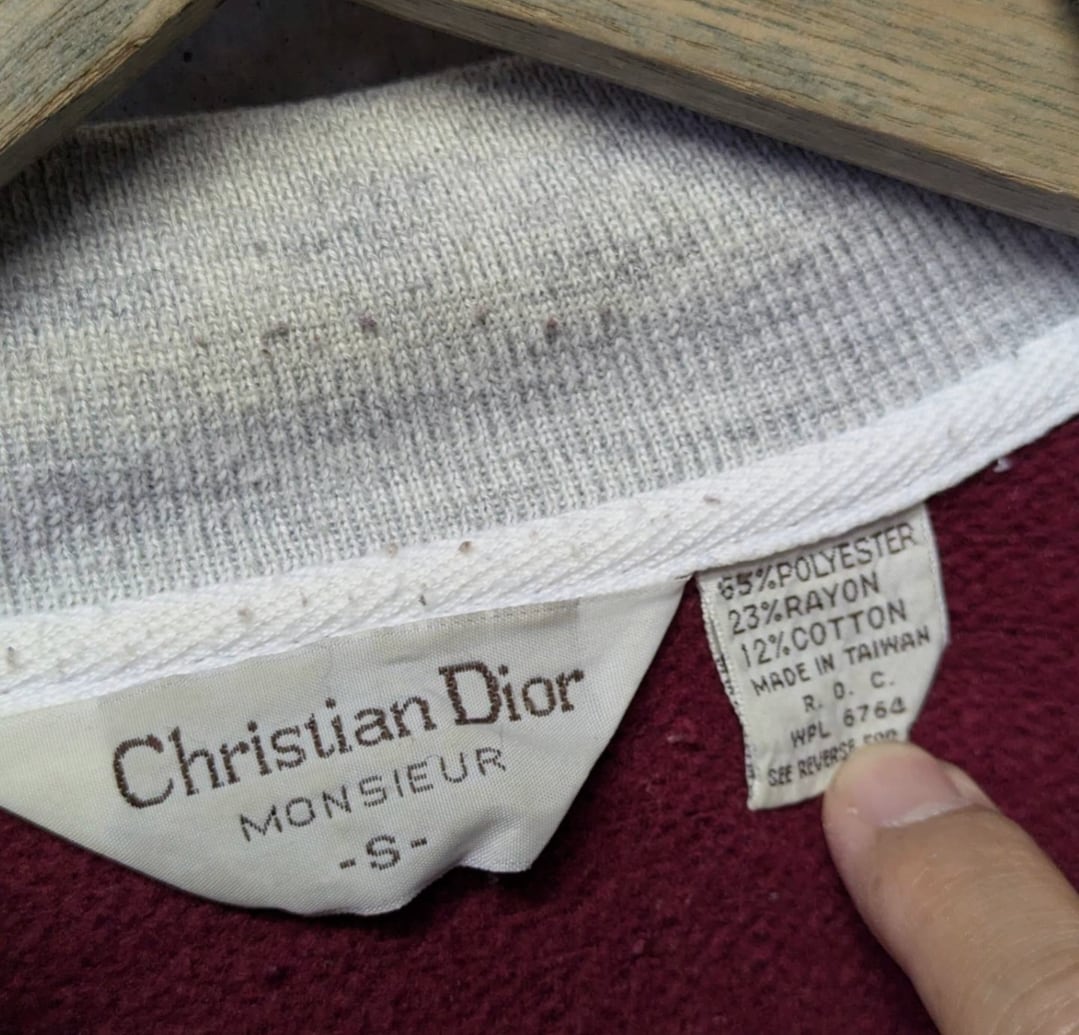 Christian Dior
MONSIEUR
-S-
65%POLYESTER
23%RAYON
12%COTTON
MADE IN TAIWAN
R. O. C.
WPL 6764
SEE REVERSE FOR